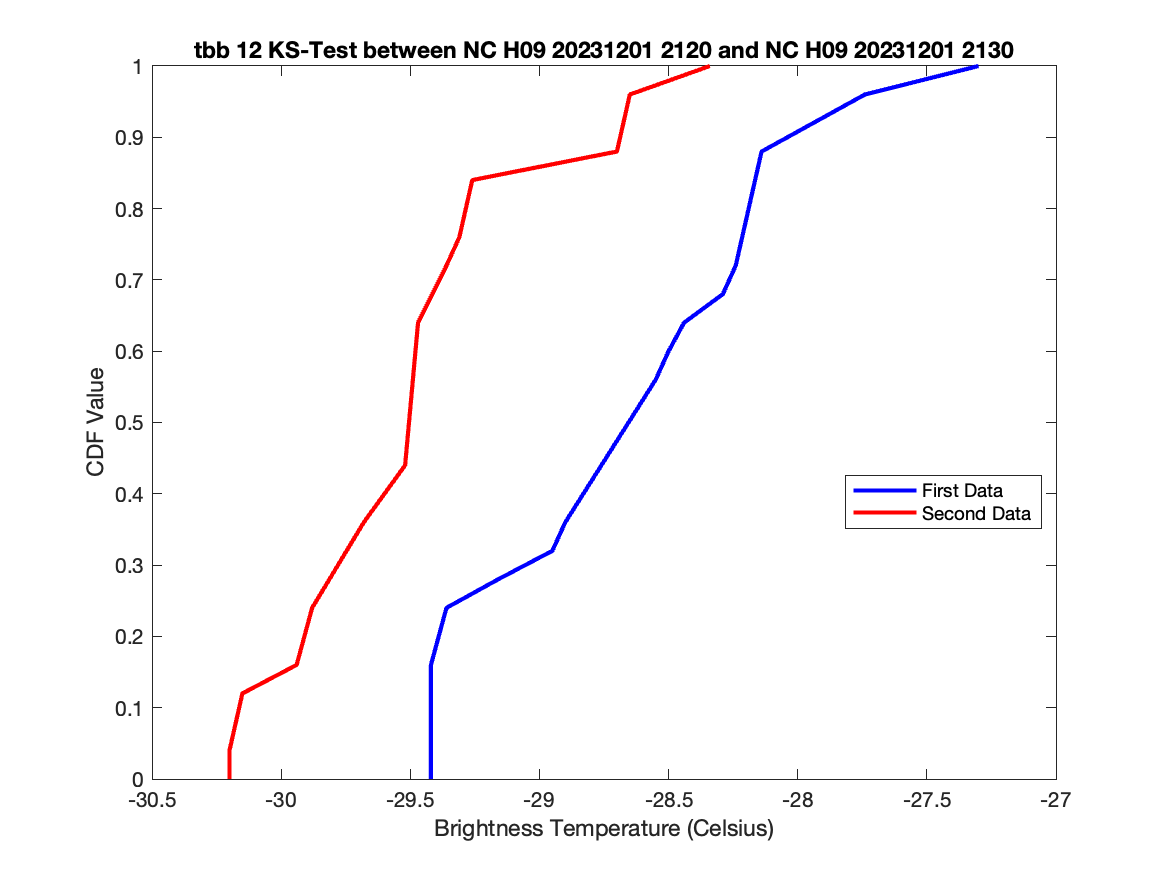 tbb 12 KS-Test between NC H09 20231201 2120 and NC H09 20231201 2130
1
0.9
0.8
0.7
0.6
0.5
0.4
0.3
0.2
0.1
0
CDF Value
First Data
Second Data
-30.5 -30 -29.5 -29 -28.5 -28 -27.5 -27
Brightness Temperature (Celsius)